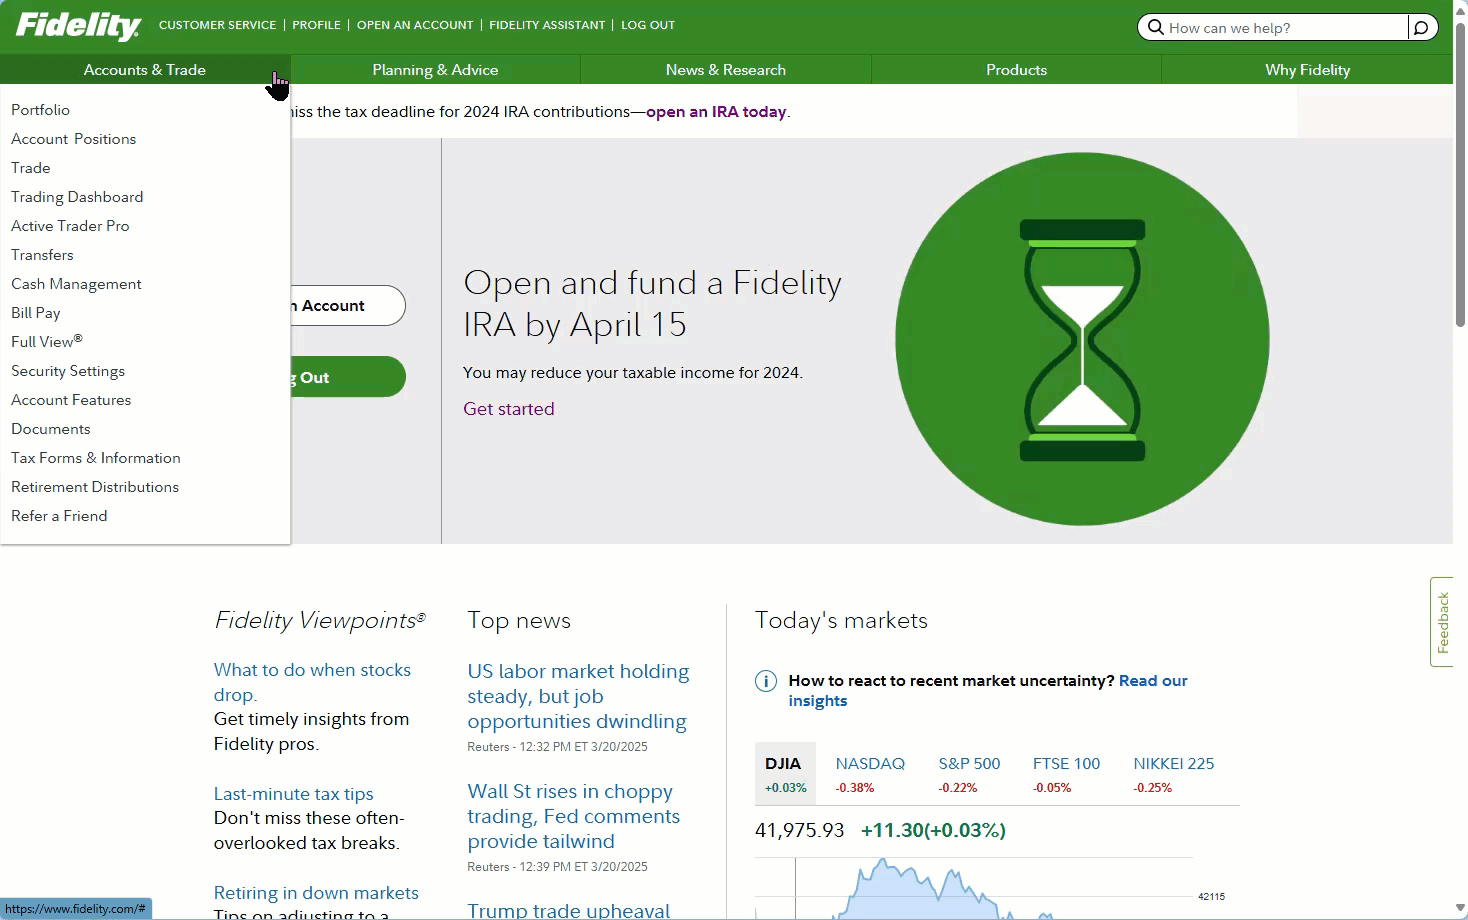 Fidelity
CUSTOMER SERVICE | PROFILE | OPEN AN ACCOUNT | FIDELITY ASSISTANT | LOG OUT
How can we help?
Accounts & Trade
Planning & Advice
News & Research
Products
Why Fidelity
Portfolio
Account Positions
Trade
Trading Dashboard
Active Trader Pro
Transfers
Cash Management
Bill Pay
Full View®
Security Settings
Account Features
Documents
Tax Forms & Information
Retirement Distributions
Refer a Friend
the tax deadline for 2024 IRA contributions—open an IRA today.
Account
Out
Open and fund a Fidelity
IRA by April 15
You may reduce your taxable income for 2024.
Get started
Feedback
Fidelity Viewpoints®
What to do when stocks
drop.
Get timely insights from
Fidelity pros.
Last-minute tax tips
Don't miss these often-
overlooked tax breaks.
Retiring in down markets
Tips on adjusting to a
Top news
US labor market holding
steady, but job
opportunities dwindling
Reuters - 12:32 PM ET 3/20/2025
Wall St rises in choppy
trading, Fed comments
provide tailwind
Reuters - 12:39 PM ET 3/20/2025
Trump trade upheaval
Today's markets
How to react to recent market uncertainty? Read our
insights
DJIA
+0.03%
NASDAQ
-0.38%
S&P 500
-0.22%
FTSE 100
-0.05%
NIKKEI 225
-0.25%
41,975.93 +11.30(+0.03%)
42115
https://www.fidelity.com/#